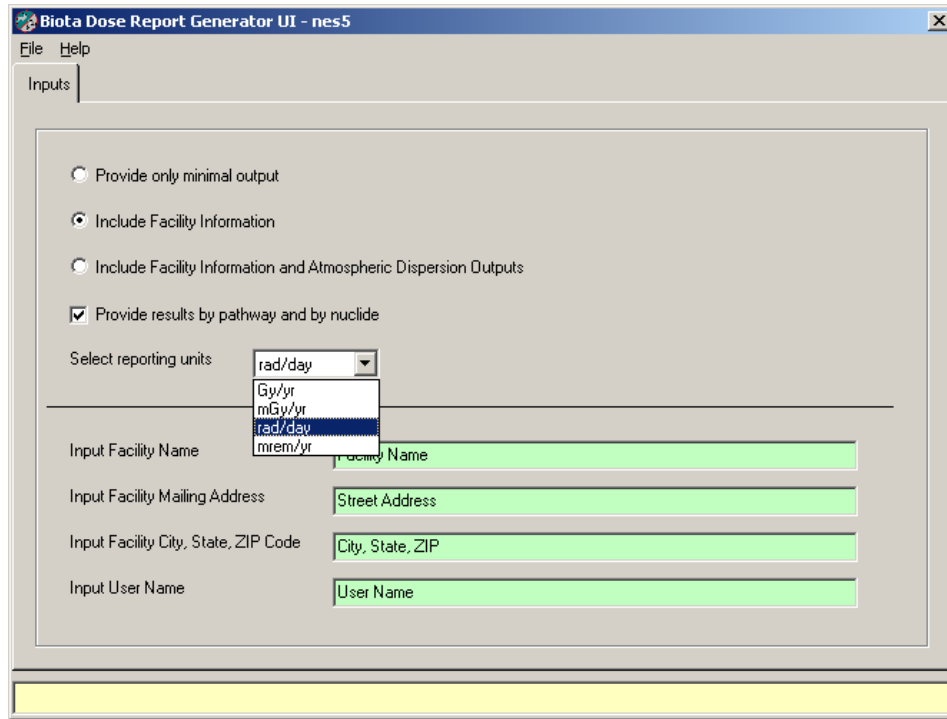 Biota Dose Report Generator UI - nes5
File Help
Inputs
Provide only minimal output
Include Facility Information
Include Facility Information and Atmospheric Dispersion Outputs
Provide results by pathway and by nuclide
Select reporting units rad/day
Gy/yr
mGy/yr
rad/day
mrem/yr
Input Facility Name Facility Name
Input Facility Mailing Address Street Address
Input Facility City, State, ZIP Code City, State, ZIP
Input User Name User Name